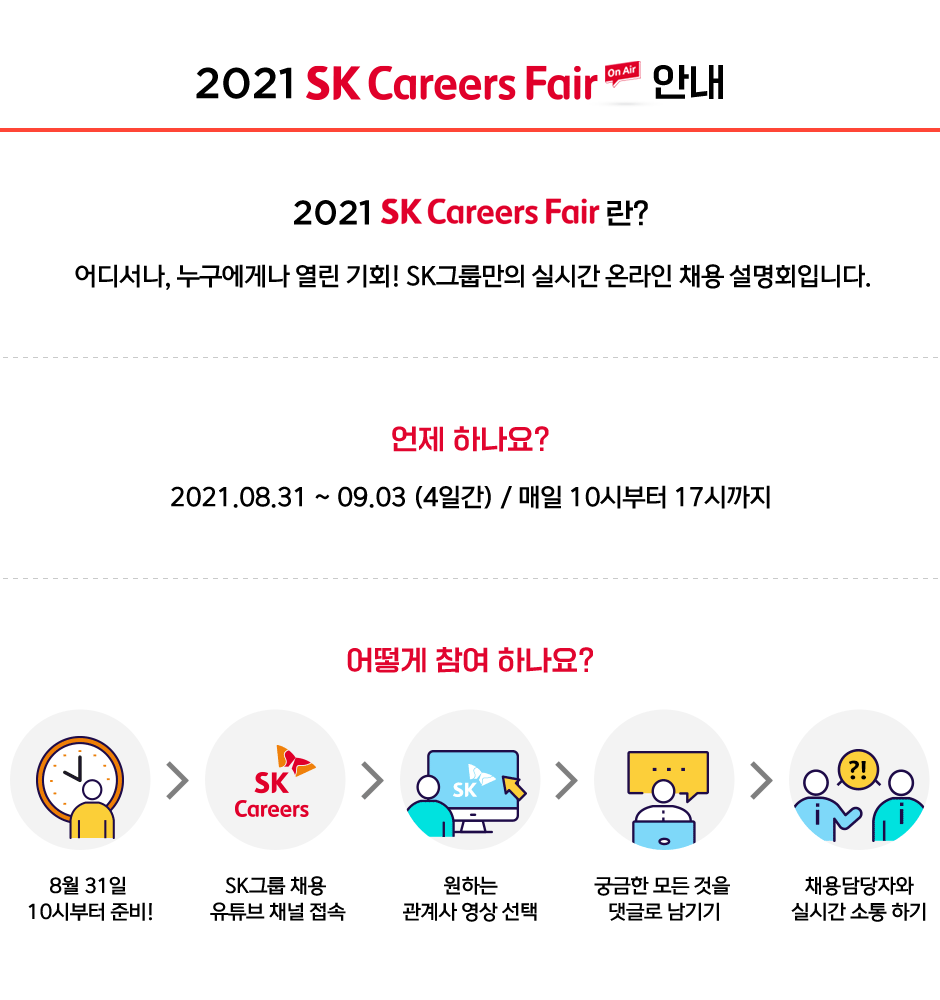 2021 SK Careers Fair On Air 안내
2021 SK Careers Fair 란?
어디서나, 누구에게나 열린 기회! SK그룹만의 실시간 온라인 채용 설명회입니다.
언제 하나요?
2021.08.31 ~ 09.03 (4일간) / 매일 10시부터 17시까지
어떻게 참여 하나요?
SK
Careers
SK
?!
8월 31일
10시부터 준비!
SK그룹 채용
유튜브 채널 접속
원하는
관계사 영상 선택
궁금한 모든 것을
댓글로 남기기
채용담당자와
실시간 소통 하기